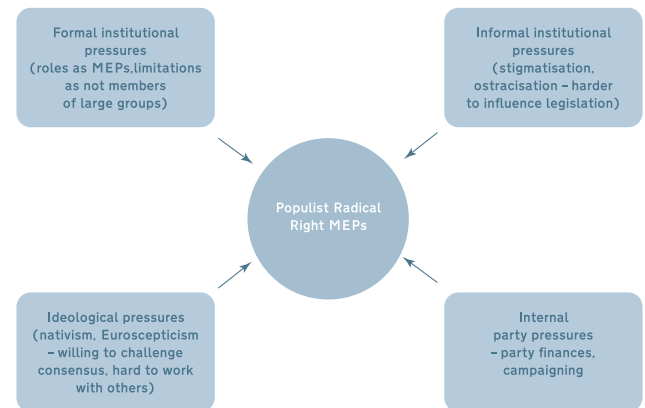 Formal institutional
pressures
(roles as MEPs,limitations
as not members
of large groups)
Informal institutional
pressures
(stigmatisation,
ostracisation – harder
to influence legislation)
Populist Radical
Right MEPs
Ideological pressures
(nativism, Euroscepticism
– willing to challenge
consensus, hard to work
with others)
Internal
party pressures
– party finances,
campaigning